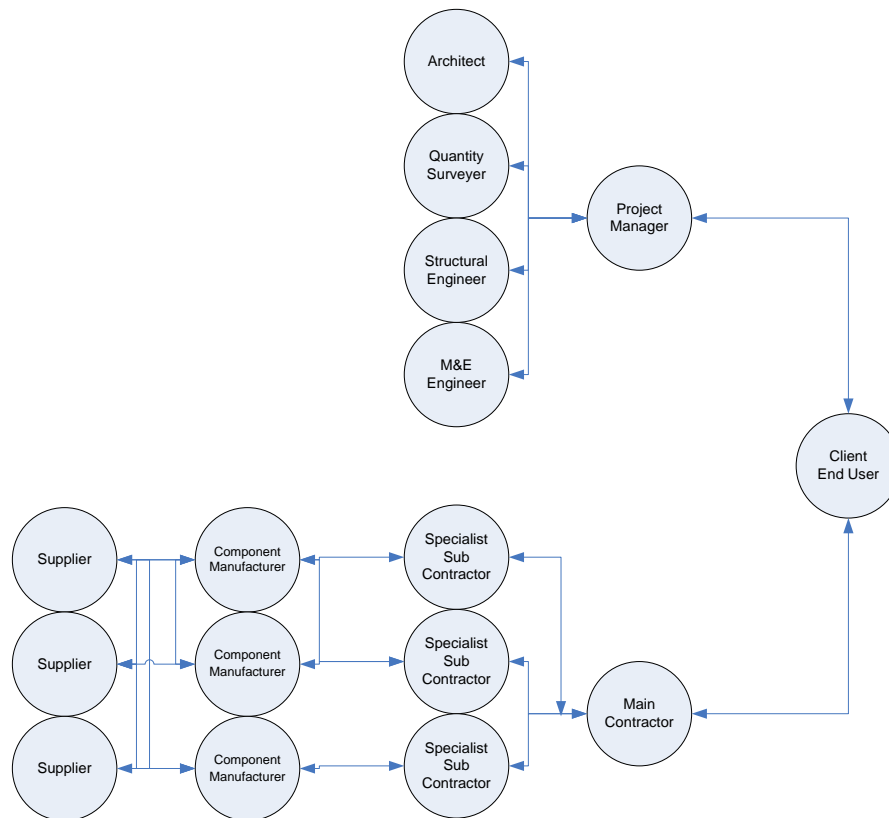 Architect
Quantity
Surveyer
Project
Manager
Structural
Engineer
M&E
Engineer
Client
End User
Supplier
Component
Manufacturer
Specialist
Sub
Contractor
Supplier
Component
Manufacturer
Specialist
Sub
Contractor
Main
Contractor
Supplier
Component
Manufacturer
Specialist
Sub
Contractor